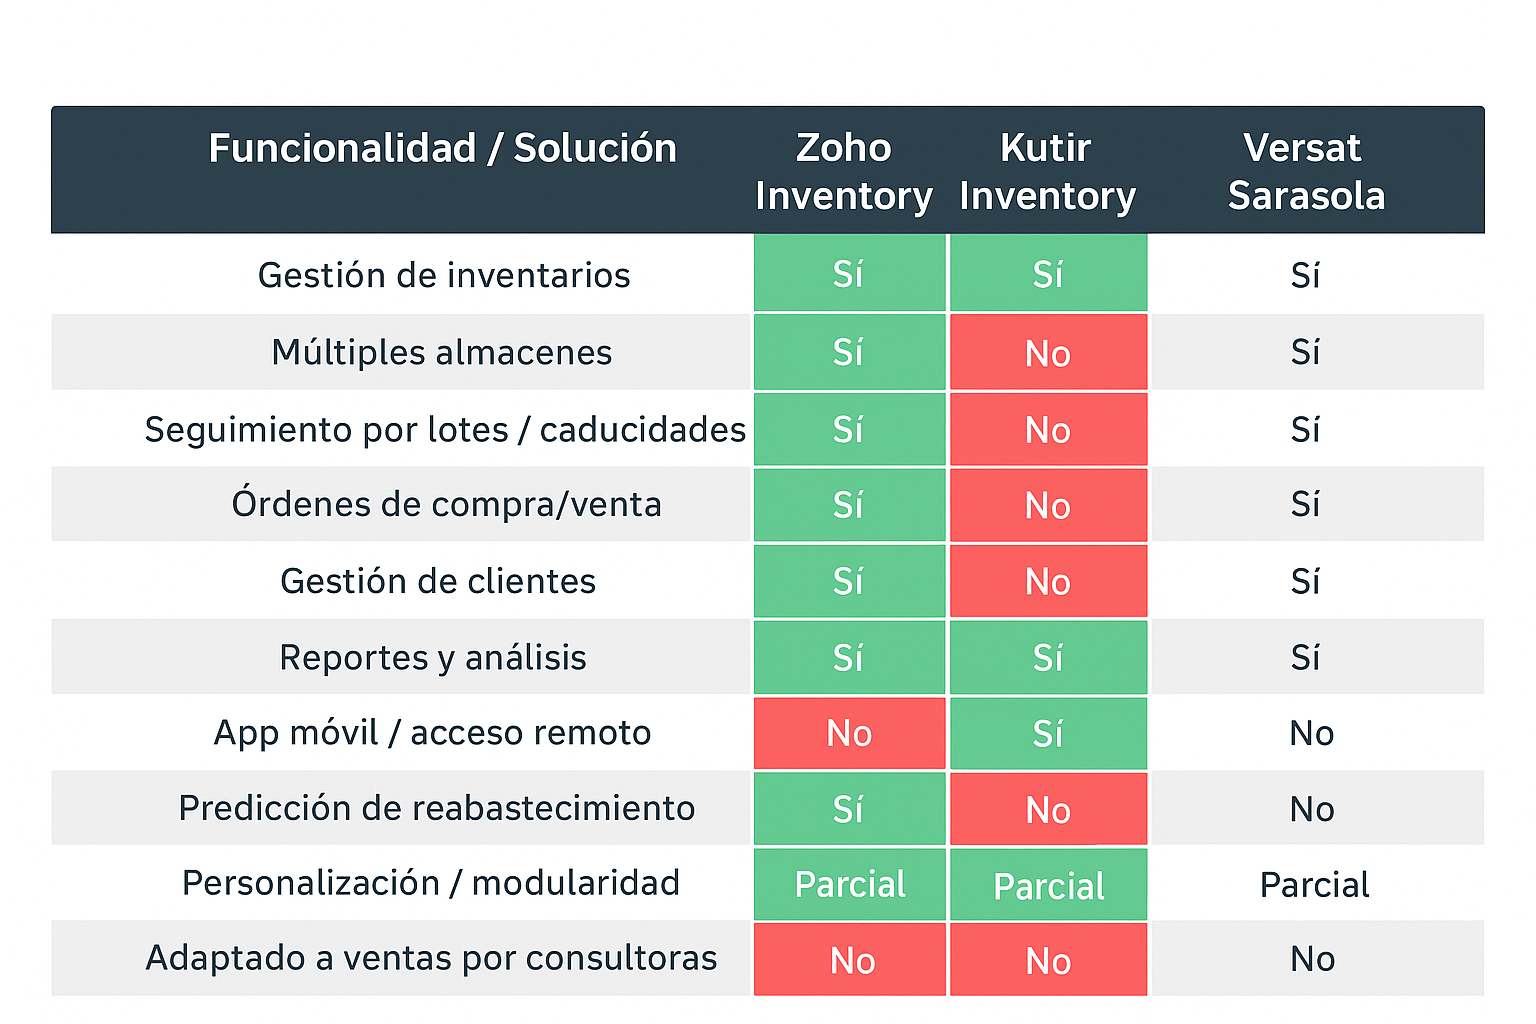 Funcionalidad / Solución Zoho Inventory Kutir Inventory Versat Sarasola
Gestión de inventarios Sí Sí Sí
Múltiples almacenes Sí No Sí
Seguimiento por lotes / caducidades Sí No Sí
Órdenes de compra/venta Sí No Sí
Gestión de clientes Sí No Sí
Reportes y análisis Sí Sí Sí
App móvil / acceso remoto No Sí No
Predicción de reabastecimiento Sí No No
Personalización / modularidad Parcial Parcial Parcial
Adaptado a ventas por consultoras No No No